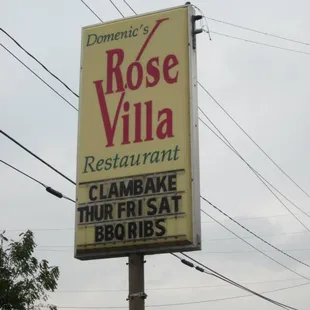 Domenic's
Rose
Villa
Restaurant
CLAMBAKE
THUR FRI SAT
BBQ RIBS